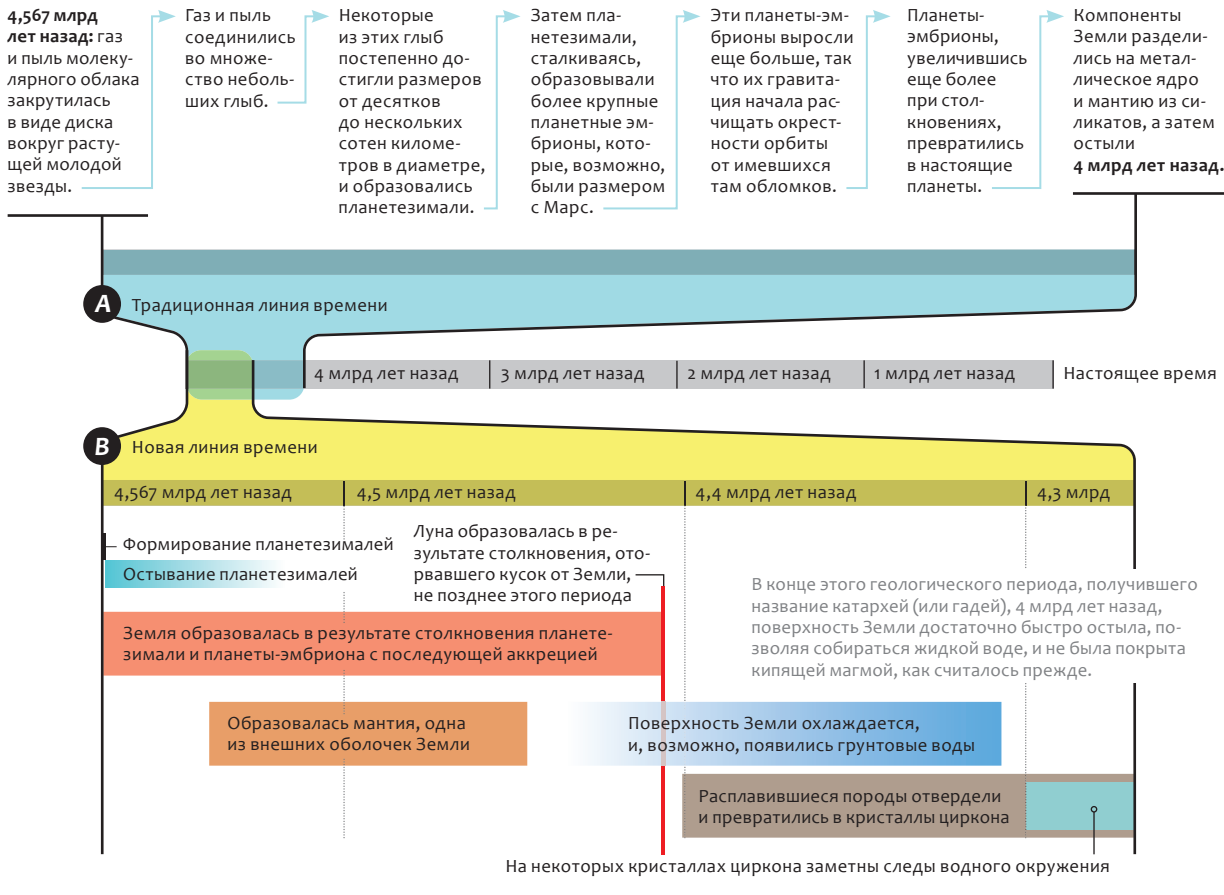 4,567 млрд
лет назад: газ
и пыль молеку-
лярного облака
закрутилась
в виде диска
вокруг расту-
щей молодой
звезды.
Газ и пыль
соединились
во множе-
ство неболь-
ших глыб.
Некоторые
из этих глыб
постепенно до-
стигли размеров
от десятков
до нескольких
сотен киломе-
тров в диаметре,
и образовались
планетезимали.
Затем пла-
нетезимали,
сталкиваясь,
образовывали
более крупные
планетные эм-
брионы, кото-
рые, возможно,
были размером
с Марс.
Эти планеты-эм-
брионы выросли
еще больше, так
что их гравита-
ция начала рас-
чищать окрест-
ности орбиты
от имевшихся
там обломков.
Планеты-
эмбрионы,
увеличившись
еще более
при стол-
кновениях,
превратились
в настоящие
планеты.
Компоненты
Земли раздели-
лись на метал-
лическое ядро
и мантию из си-
ликатов, а затем
остыли
4 млрд лет назад.
A Традиционная линия времени
4 млрд лет назад 3 млрд лет назад 2 млрд лет назад 1 млрд лет назад Настоящее время
B Новая линия времени
4,567 млрд лет назад 4,5 млрд лет назад 4,4 млрд лет назад 4,3 млрд
Формирование планетезималей
Остывание планетезималей
Луна образовалась в ре-
зультате столкновения, ото-
рвавшего кусок от Земли,
не позднее этого периода
В конце этого геологического периода, получившего
название катархей (или гадей), 4 млрд лет назад,
поверхность Земли достаточно быстро остыла, по-
зволяя собираться жидкой воде, и не была покрыта
кипящей магмой, как считалось прежде.
Земля образовалась в результате столкновения планете-
зимали и планеты-эмбриона с последующей аккрецией
Образовалась мантия, одна
из внешних оболочек Земли
Поверхность Земли охлаждается,
и, возможно, появились грунтовые воды
Расплавившиеся породы отвердели
и превратились в кристаллы циркона
На некоторых кристаллах циркона заметны следы водного окружения